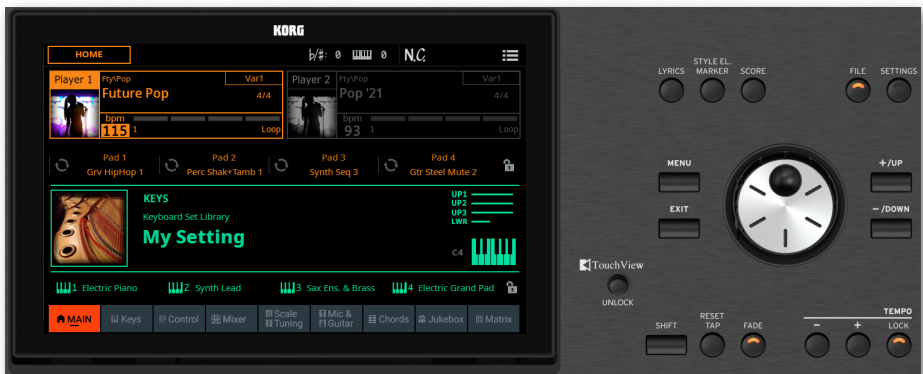 KORG
HOME
♭/#: 0
0
N.C.
Player 1
Fty\Pop
Var1
Future Pop
4/4
bpm
115
1
Loop
Player 2
Fty\Pop
Var1
Pop '21
4/4
bpm
93
1
Loop
Pad 1
Grv HipHop 1
Pad 2
Perc Shak+Tamb 1
Pad 3
Synth Seq 3
Pad 4
Gtr Steel Mute 2
KEYS
Keyboard Set Library
My Setting
UP1
UP2
UP3
LWR
C4
1 Electric Piano
2 Synth Lead
3 Sax Ens. & Brass
4 Electric Grand Pad
MAIN
Keys
Control
Mixer
Scale
Tuning
Mic &
Guitar
Chords
Jukebox
Matrix
LYRICS
STYLE EL.
MARKER
SCORE
FILE
SETTINGS
MENU
+/UP
EXIT
−/DOWN
TouchView
UNLOCK
SHIFT
RESET
TAP
FADE
TEMPO
−
+
LOCK